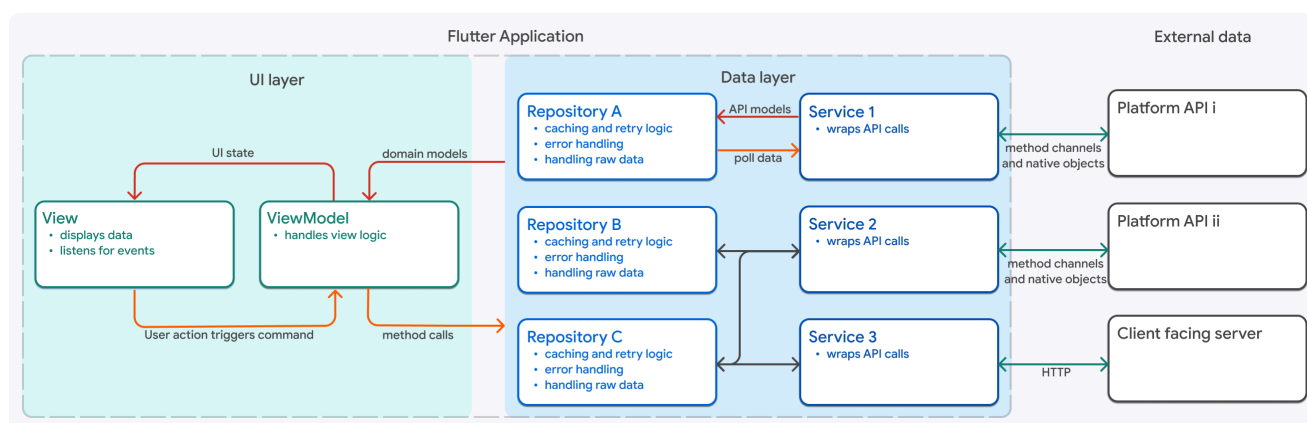 Flutter Application
External data
UI layer
Data layer
UI state
domain models
View
• displays data
• listens for events
ViewModel
• handles view logic
User action triggers command
method calls
Repository A
• caching and retry logic
• error handling
• handling raw data
API models
poll data
Service 1
• wraps API calls
method channels
and native objects
Platform API i
Repository B
• caching and retry logic
• error handling
• handling raw data
Service 2
• wraps API calls
method channels
and native objects
Platform API ii
Repository C
• caching and retry logic
• error handling
• handling raw data
Service 3
• wraps API calls
HTTP
Client facing server